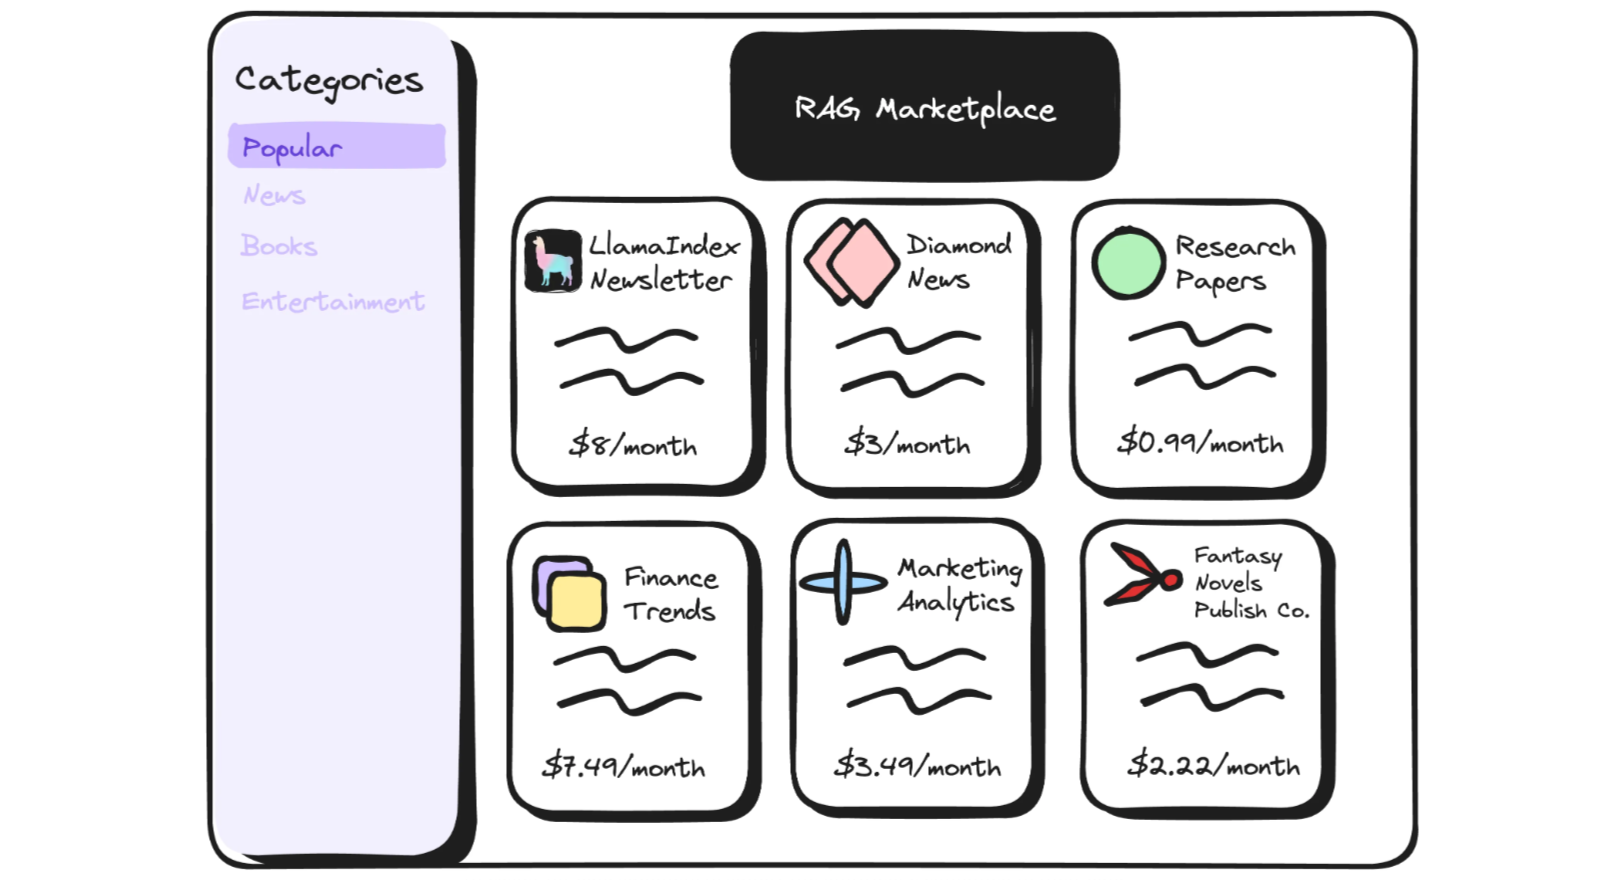 Categories
Popular
News
Books
Entertainment
RAG Marketplace
LlamaIndex
Newsletter
$8/month
Diamond
News
$3/month
Research
Papers
$0.99/month
Finance
Trends
$7.49/month
Marketing
Analytics
$3.49/month
Fantasy
Novels
Publish Co.
$2.22/month